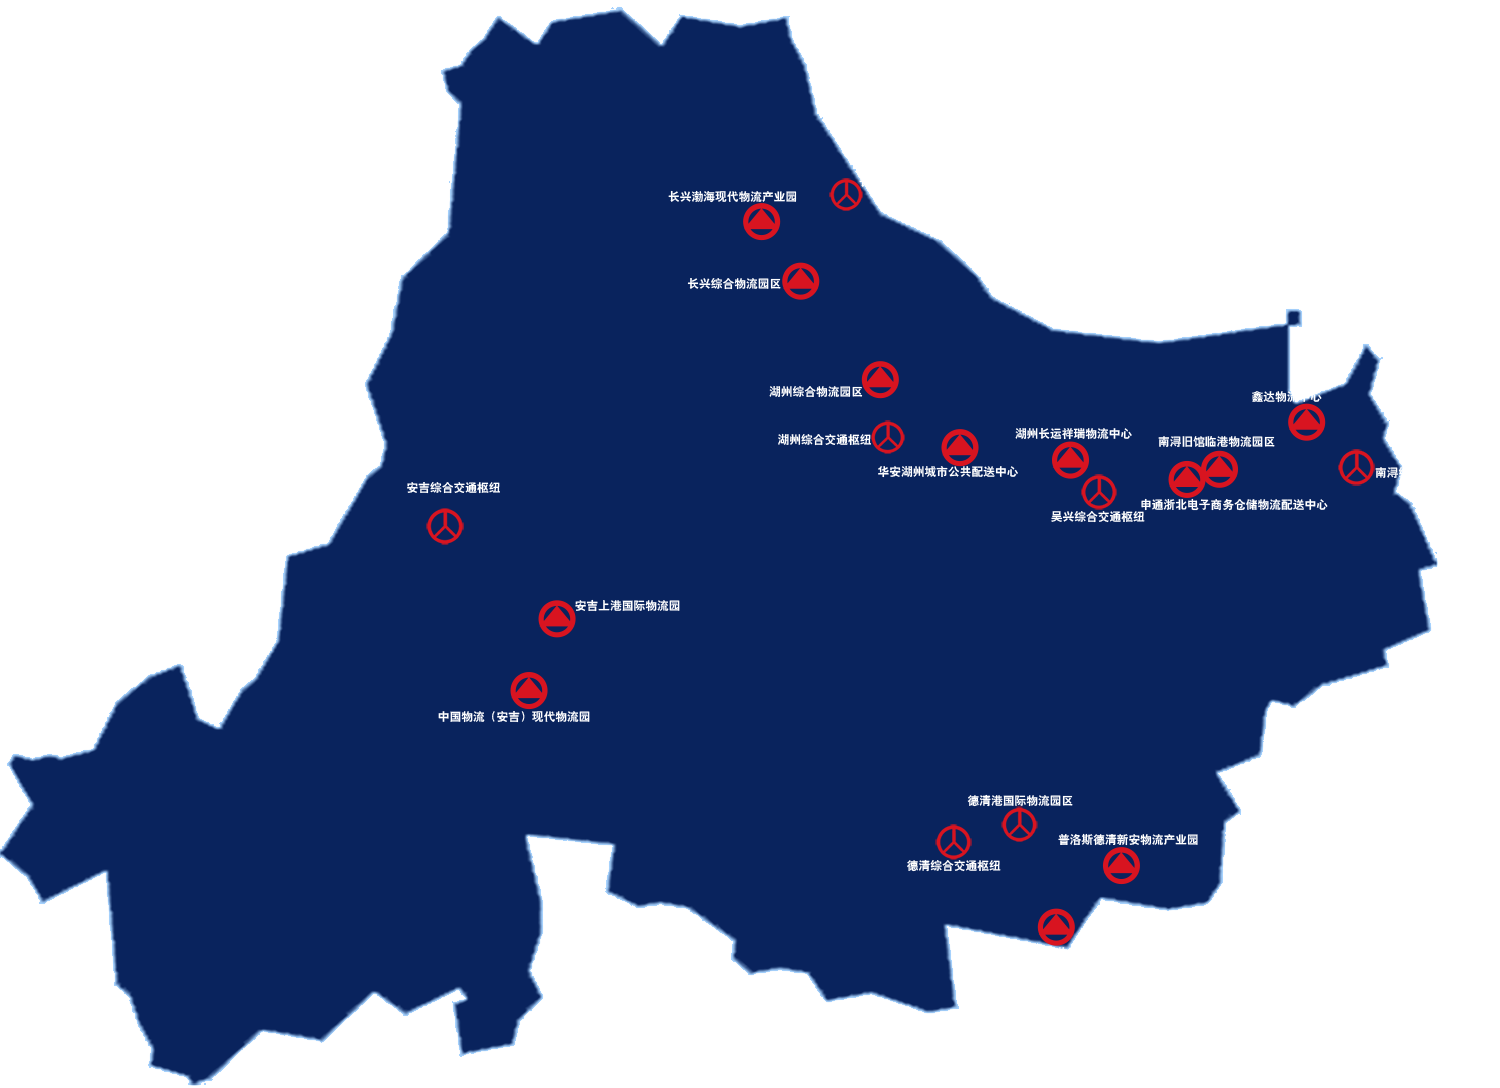 长兴渤海现代物流产业园
长兴综合物流园区
湖州综合物流园区
鑫达物流中心
湖州长运祥瑞物流中心
湖州综合交通枢纽
南浔旧馆临港物流园区
华安湖州城市公共配送中心
南浔
安吉综合交通枢纽
申通浙北电子商务仓储物流配送中心
吴兴综合交通枢纽
安吉上港国际物流园
中国物流（安吉）现代物流园
德清港国际物流园区
普洛斯德清新安物流产业园
德清综合交通枢纽